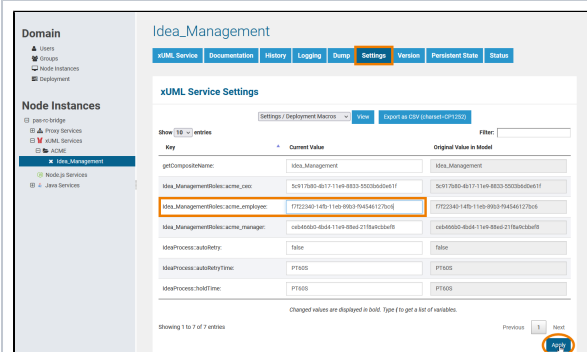 Domain
Users
Groups
Node Instances
Deployment
Node Instances
pas-rc-bridge
Proxy Services
xUML Services
ACME
Idea_Management
Node.js Services
Java Services
Idea_Management
xUML Service Documentation History Logging Dump Settings Version Persistent State Status
xUML Service Settings
Settings / Deployment Macros View Export as CSV (charset=CP1252)
Show 10 entries Filter:
Key Current Value Original Value in Model
getCompositeName: Idea_Management Idea_Management
Idea_ManagementRoles::acme_ceo: 5c917b80-4b17-11e9-8833-5503b6d0e61f 5c917b80-4b17-11e9-8833-5503b6d0e61f
Idea_ManagementRoles::acme_employee: f7f22340-14fb-11eb-89b3-f94546127bc6 f7f22340-14fb-11eb-89b3-f94546127bc6
Idea_ManagementRoles::acme_manager: ceb466b0-4bd4-11e9-88ed-21f8a9cbbef8 ceb466b0-4bd4-11e9-88ed-21f8a9cbbef8
ideaProcess::autoRetry: false false
ideaProcess::autoRetryTime: PT60S PT60S
ideaProcess::holdTime: PT60S PT60S
Changed values are displayed in bold. Type { to get a list of variables.
Showing 1 to 7 of 7 entries Previous 1 Next
Apply